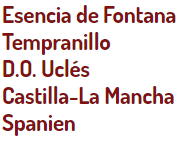 Esencia de Fontana
Tempranillo
D.O. Uclés
Castilla-La Mancha
Spanien